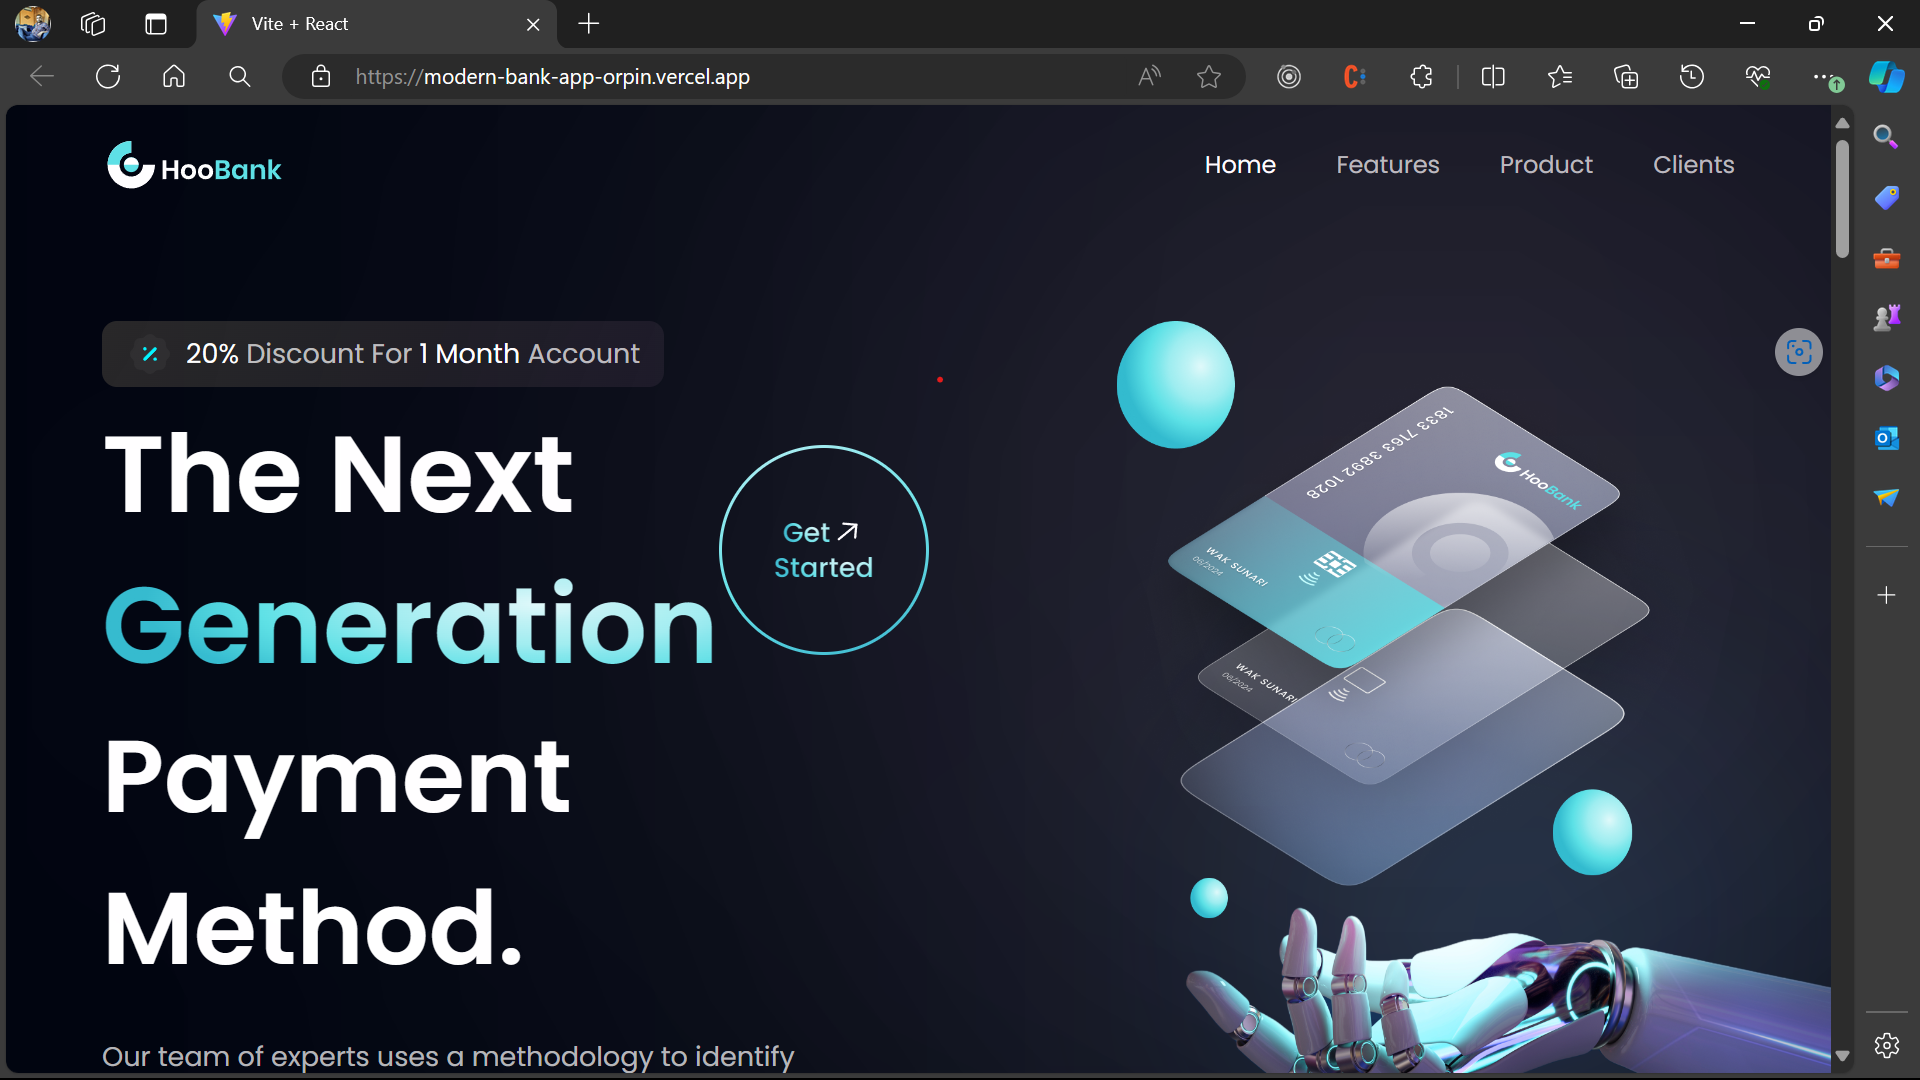 Vite + React
https://modern-bank-app-orpin.vercel.app
HooBank
Home
Features
Product
Clients
20% Discount For 1 Month Account
The Next
Generation
Payment
Method.
Get
Started
1833 7163 3892 1028
HooBank
WAK SUNARI
06/2024
WAK SUNARI
06/2024
Our team of experts uses a methodology to identify